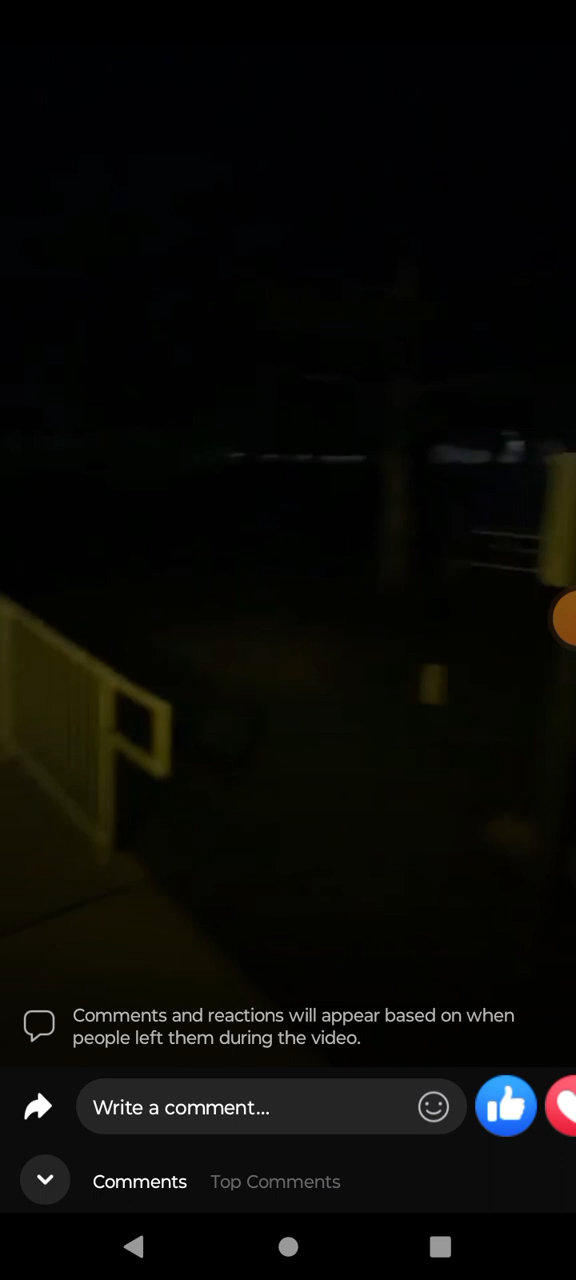 Comments and reactions will appear based on when
people left them during the video.
Write a comment...
Comments Top Comments